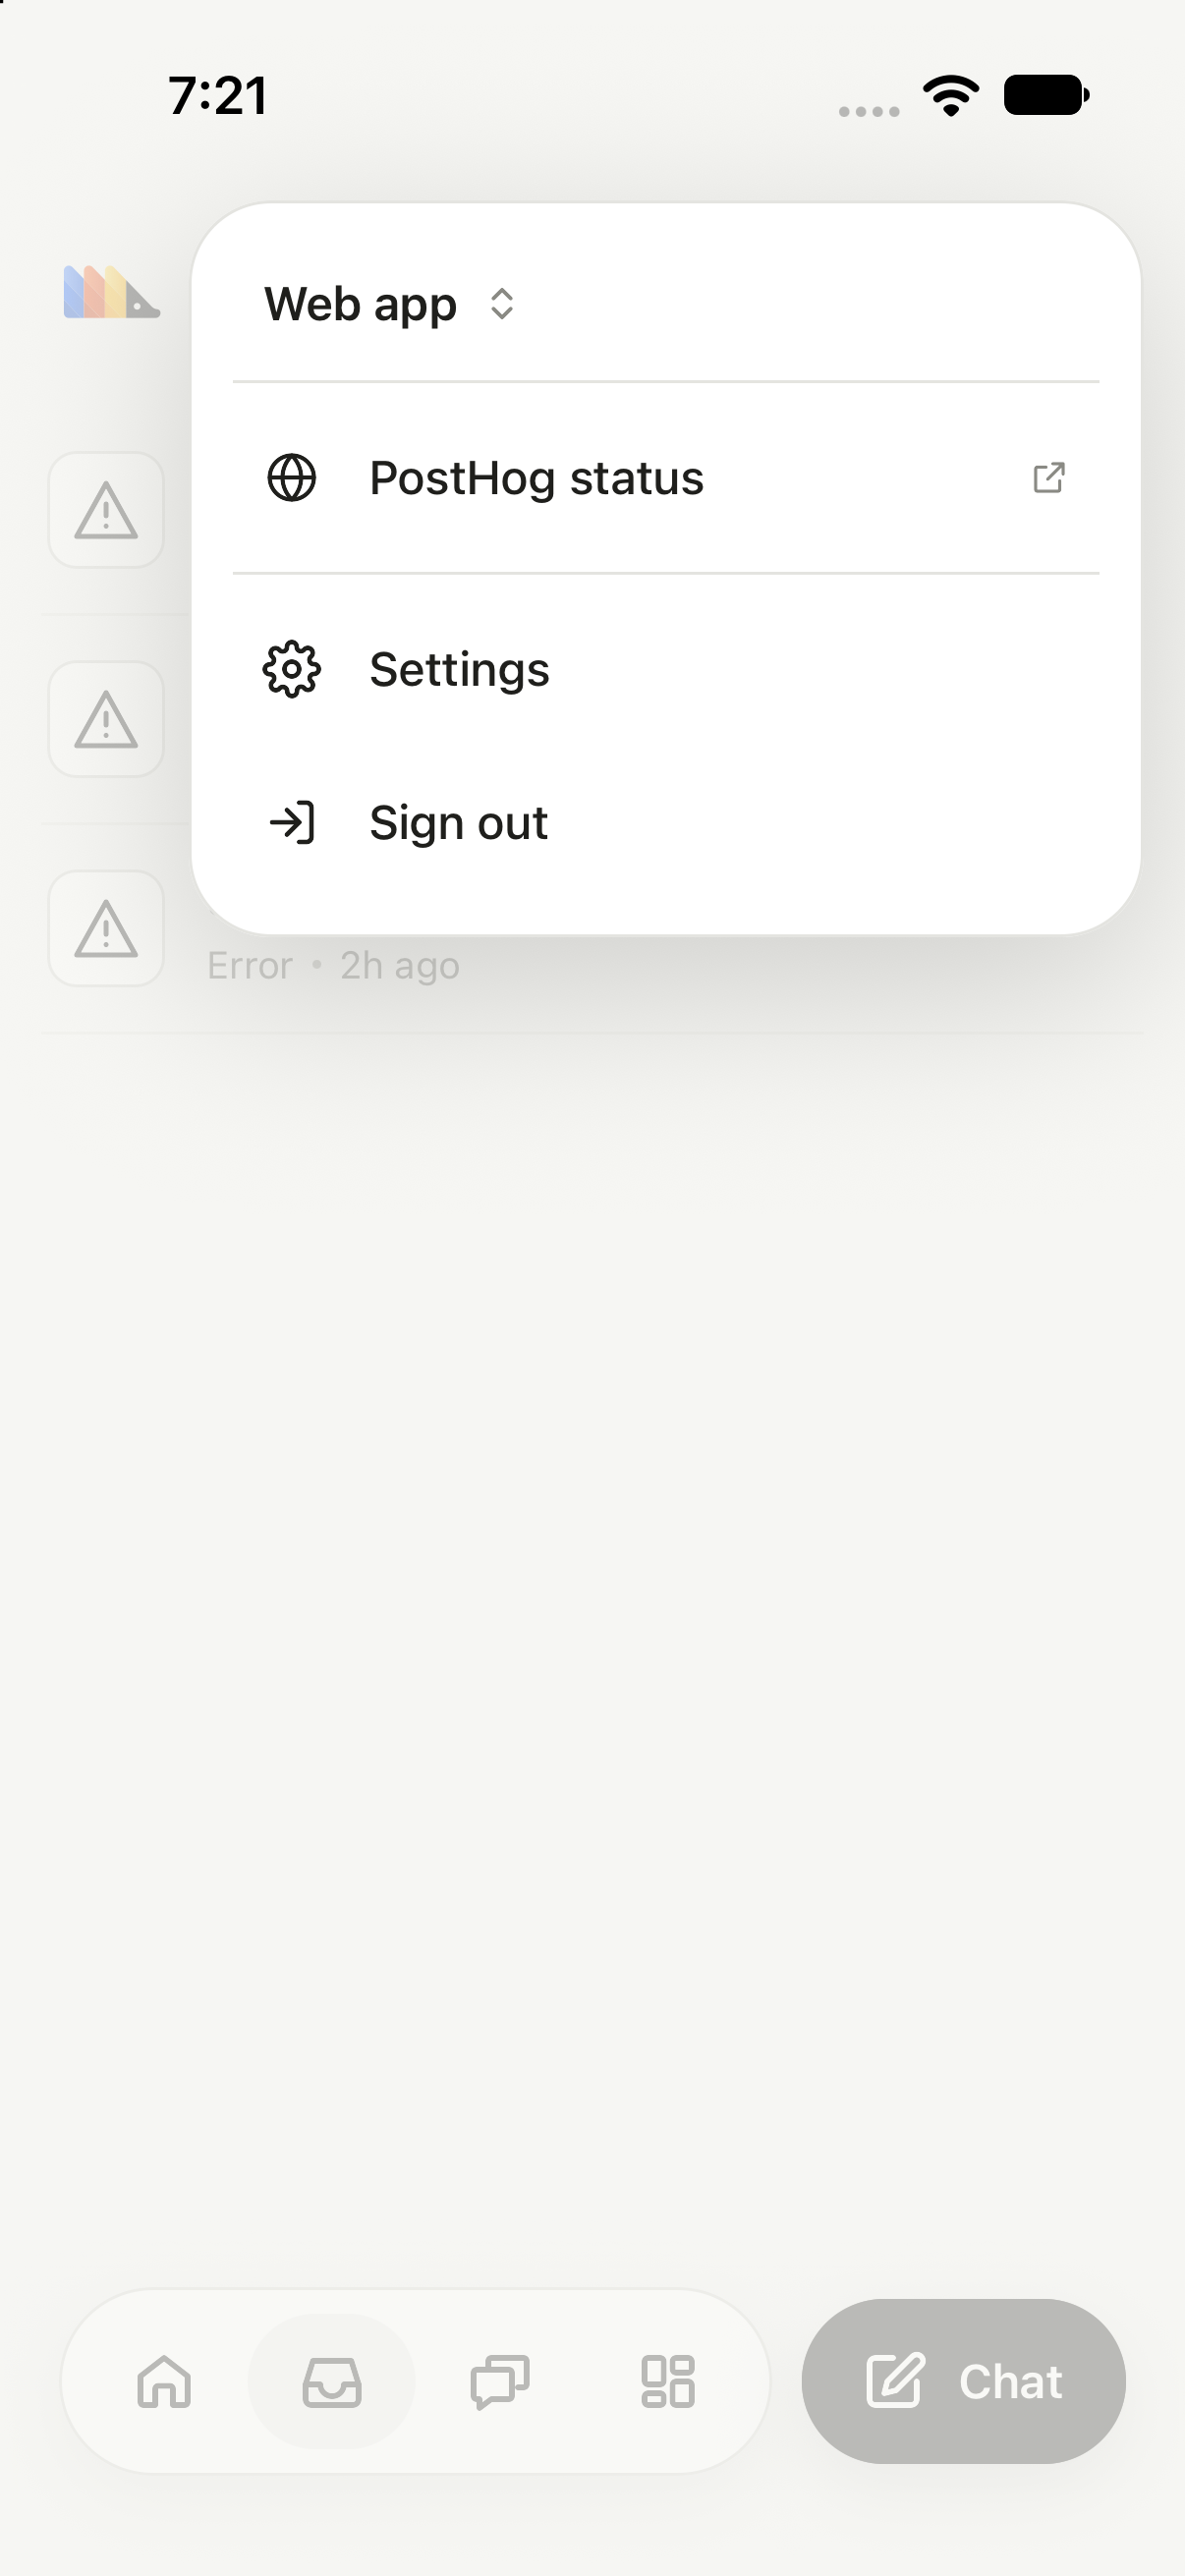 7:21
Web app
PostHog status
Settings
Sign out
Error • 2h ago
Chat